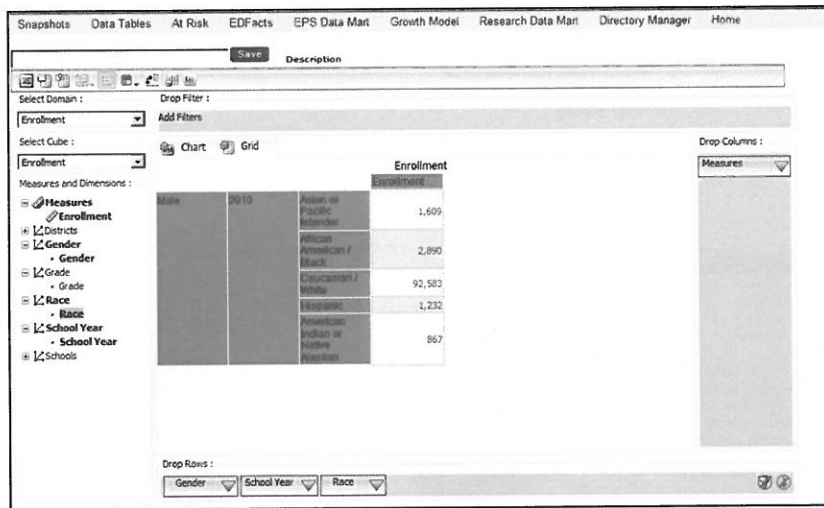 Snapshots Data Tables At Risk EDFacts EPS Data Mart Growth Model Research Data Mart Directory Manager Home
Save Description
Select Domain : Drop Filter :
Enrollment Add Filters
Select Cube : Chart Grid Drop Columns :
Enrollment Enrollment Measures
Measures and Dimensions : Enrollment
Measures Male 2010 Asian or Pacific Islander 1,609
Enrollment
Districts
Gender African American / Black 2,890
Gender
Grade Caucasian / White 92,583
Grade
Race Hispanic 1,232
Race
School Year American Indian or Native Alaskan 867
School Year
Schools
Drop Rows :
Gender School Year Race